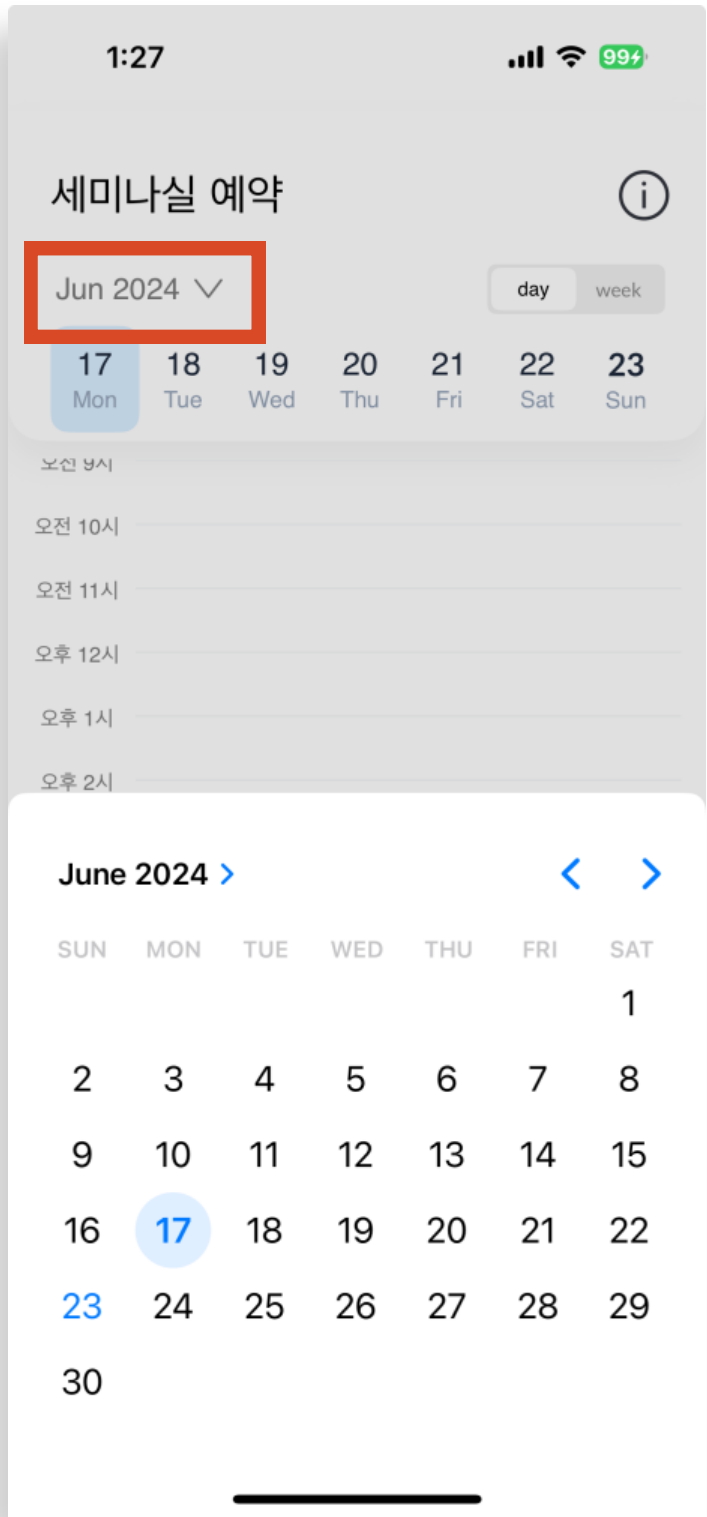 1:27 99
세미나실 예약
Jun 2024 day week
17 18 19 20 21 22 23
Mon Tue Wed Thu Fri Sat Sun
오전 9시
오전 10시
오전 11시
오후 12시
오후 1시
오후 2시
June 2024
SUN MON TUE WED THU FRI SAT
1
2 3 4 5 6 7 8
9 10 11 12 13 14 15
16 17 18 19 20 21 22
23 24 25 26 27 28 29
30